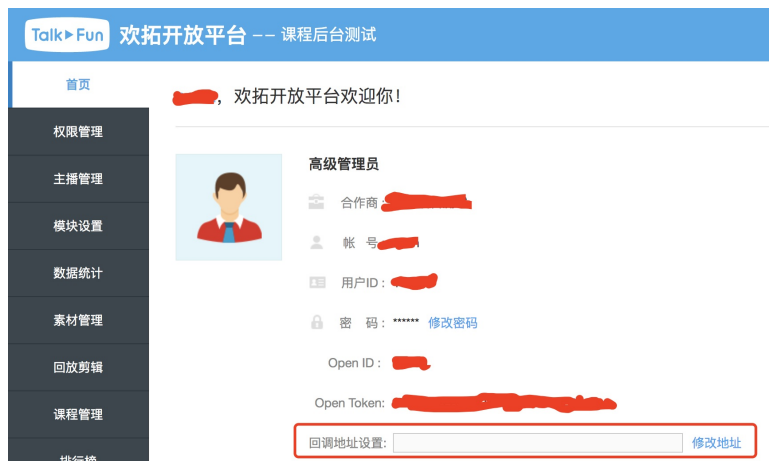 Talk Fun 欢拓开放平台 -- 课程后台测试
首页
,欢拓开放平台欢迎你!
权限管理
主播管理
模块设置
数据统计
素材管理
回放剪辑
课程管理
排行榜
高级管理员
合作商:
帐 号
用户ID:
密 码: ****** 修改密码
Open ID:
Open Token:
回调地址设置: 修改地址